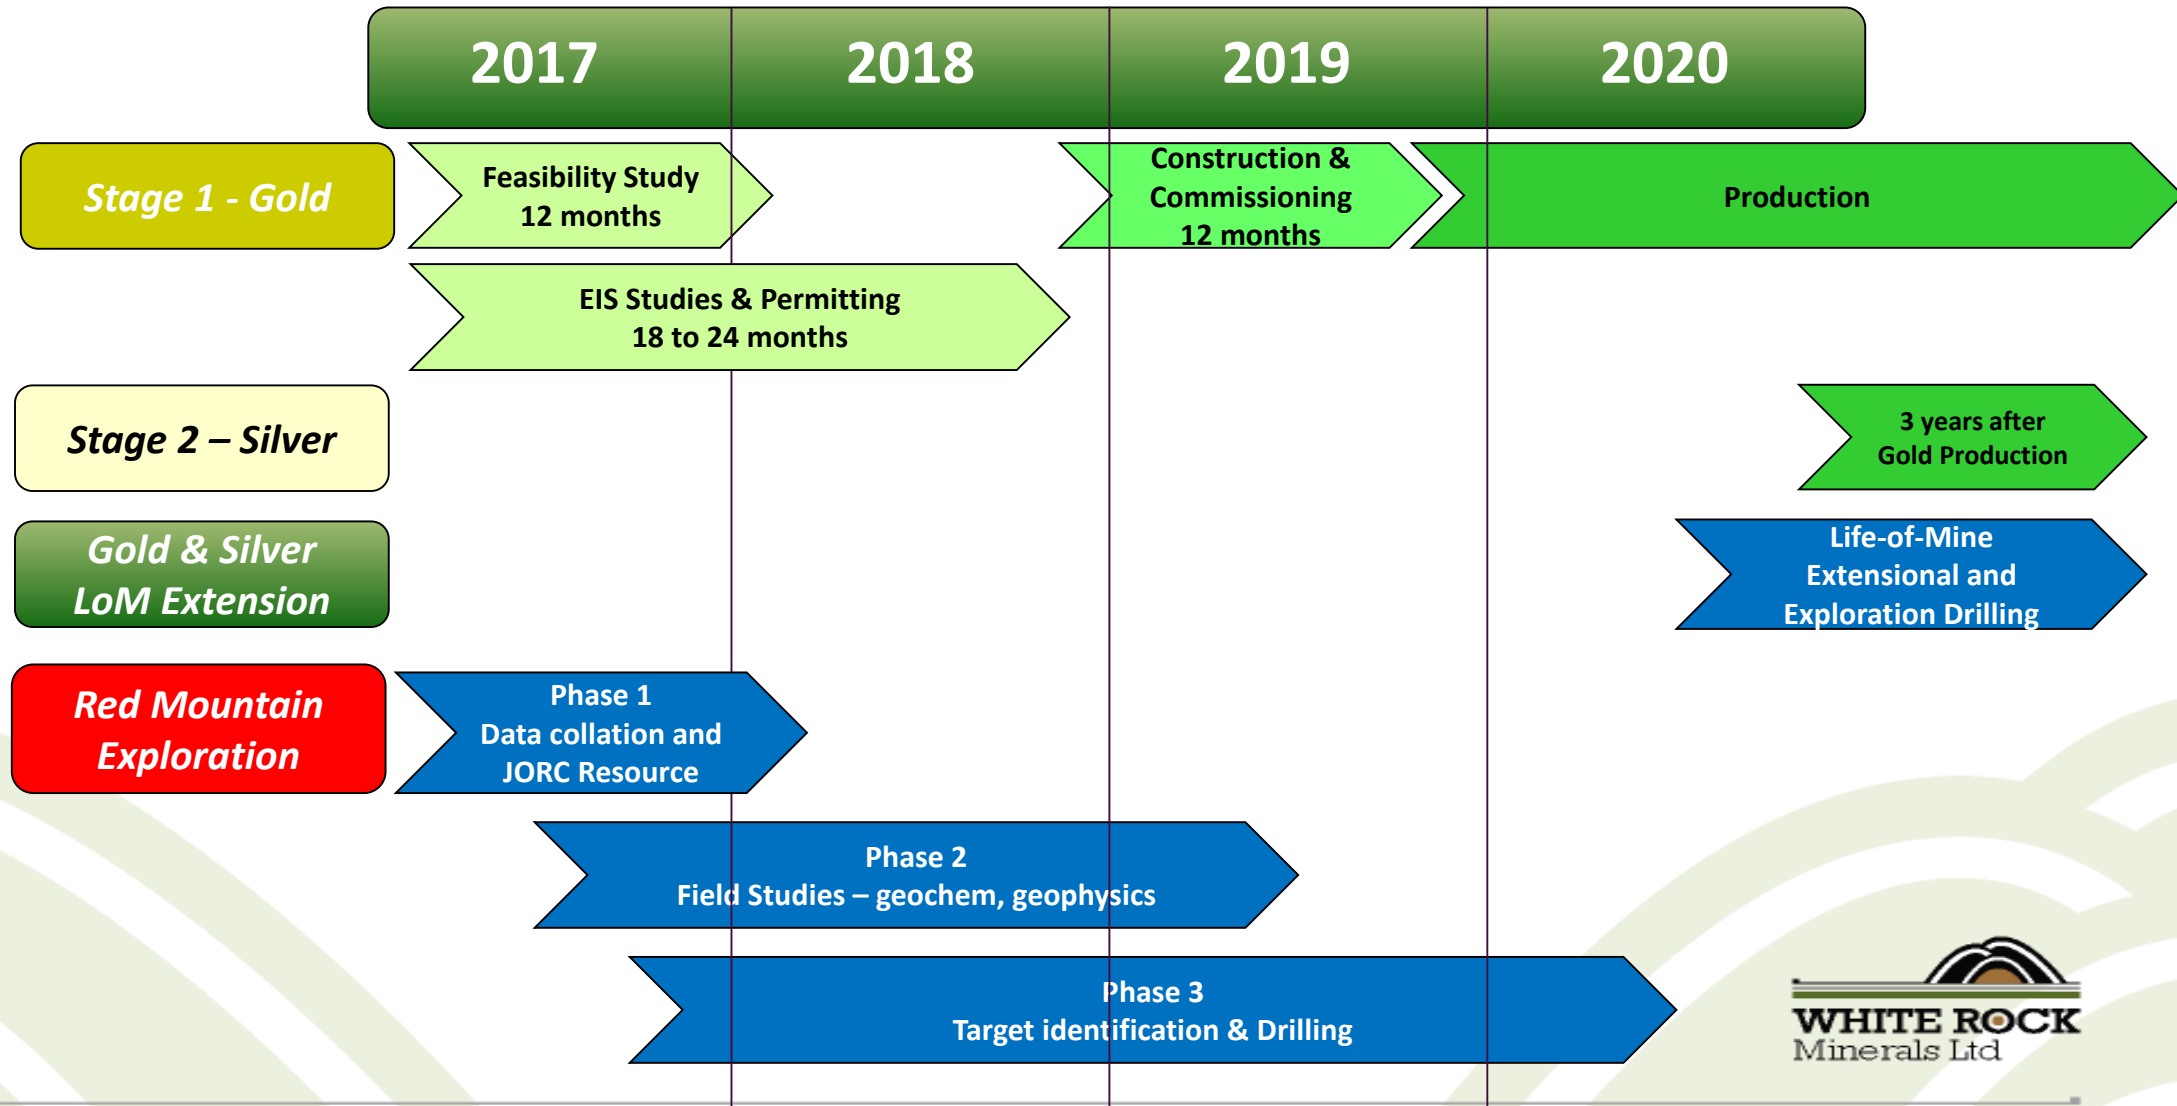 2017 2018 2019 2020
Stage 1 - Gold
Feasibility Study
12 months
Construction &
Commissioning
12 months
Production
EIS Studies & Permitting
18 to 24 months
Stage 2 – Silver
3 years after
Gold Production
Gold & Silver
LoM Extension
Life-of-Mine
Extensional and
Exploration Drilling
Red Mountain
Exploration
Phase 1
Data collation and
JORC Resource
Phase 2
Field Studies – geochem, geophysics
Phase 3
Target identification & Drilling
WHITE ROCK
Minerals Ltd